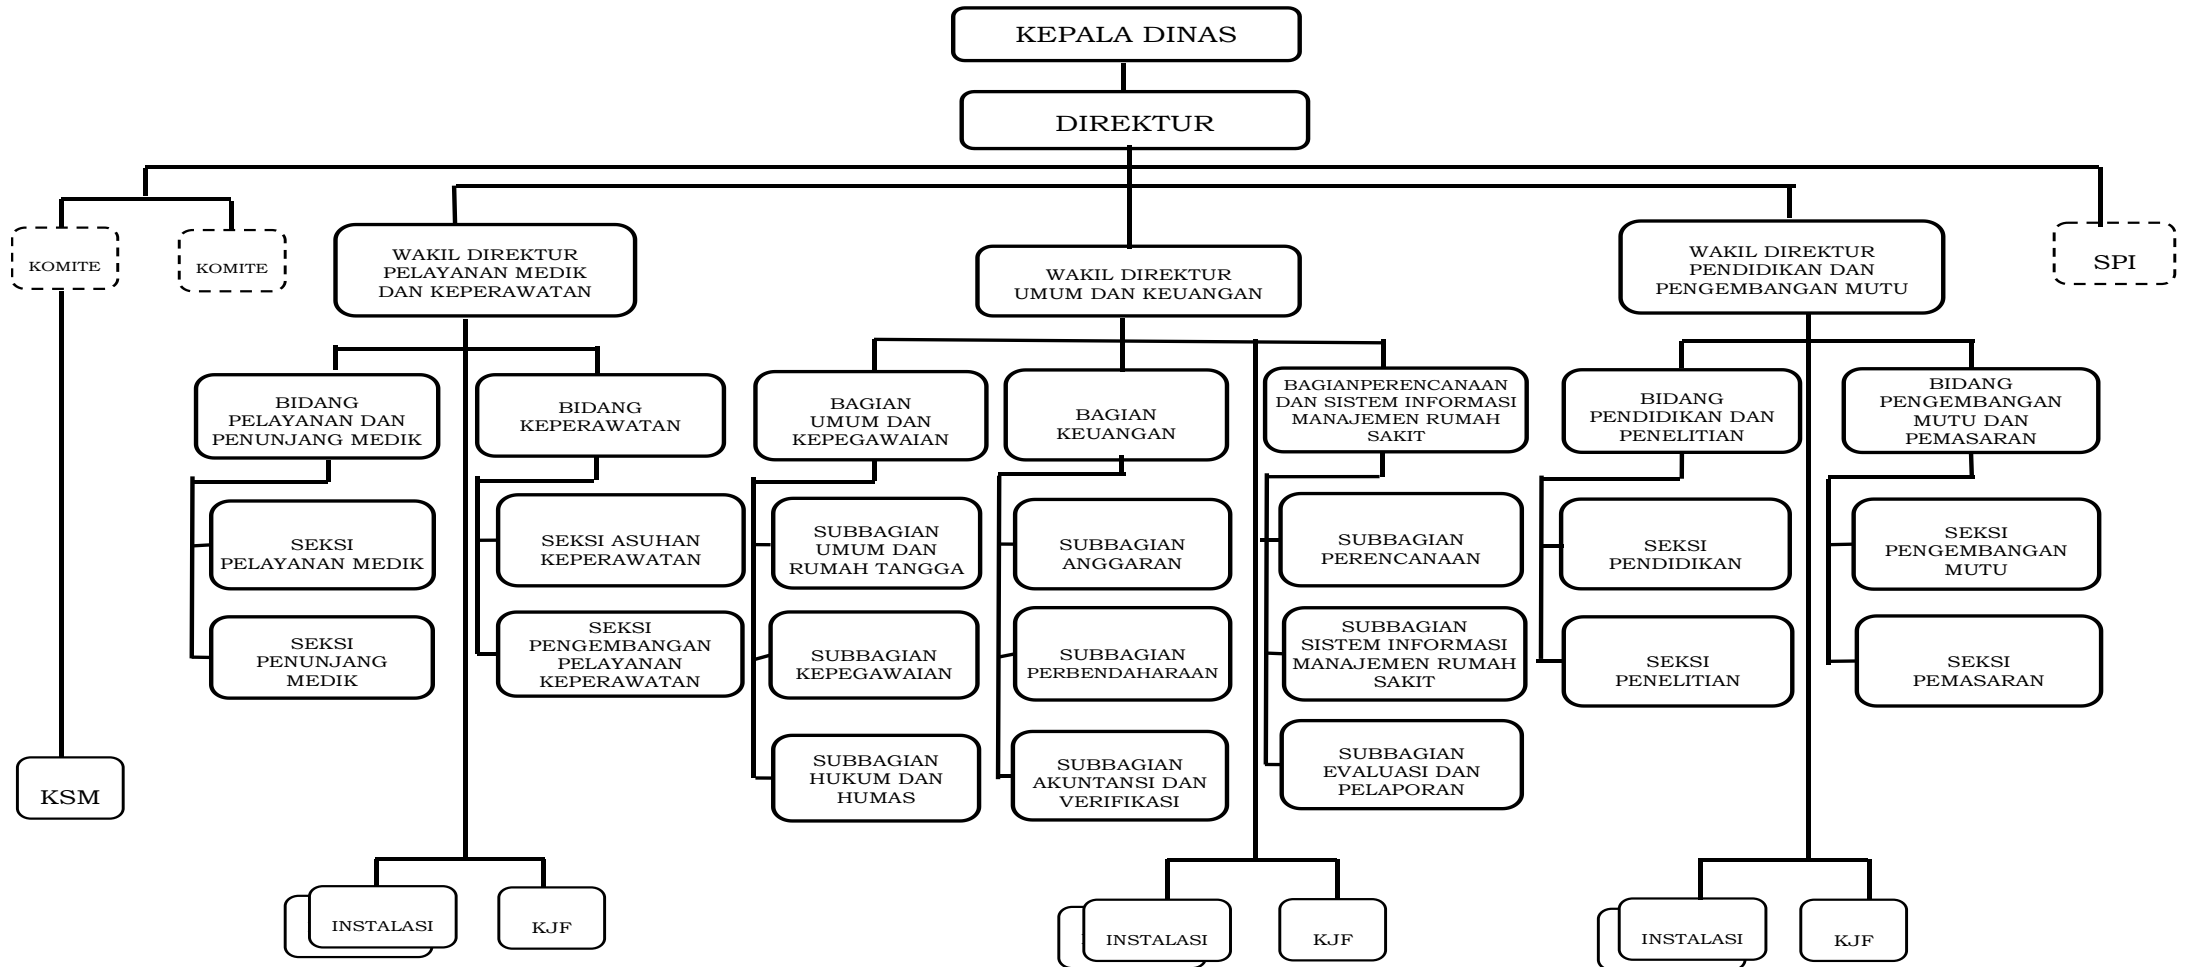 KEPALA DINAS
DIREKTUR
KOMITE
KOMITE
WAKIL DIREKTUR
PELAYANAN MEDIK
DAN KEPERAWATAN
WAKIL DIREKTUR
UMUM DAN KEUANGAN
WAKIL DIREKTUR
PENDIDIKAN DAN
PENGEMBANGAN MUTU
SPI
BIDANG
PELAYANAN DAN
PENUNJANG MEDIK
BIDANG
KEPERAWATAN
BAGIAN
UMUM DAN
KEPEGAWAIAN
BAGIAN
KEUANGAN
BAGIANPERENCANAAN
DAN SISTEM INFORMASI
MANAJEMEN RUMAH
SAKIT
BIDANG
PENDIDIKAN DAN
PENELITIAN
BIDANG
PENGEMBANGAN
MUTU DAN
PEMASARAN
SEKSI
PELAYANAN MEDIK
SEKSI ASUHAN
KEPERAWATAN
SUBBAGIAN
UMUM DAN
RUMAH TANGGA
SUBBAGIAN
ANGGARAN
SUBBAGIAN
PERENCANAAN
SEKSI
PENDIDIKAN
SEKSI
PENGEMBANGAN
MUTU
SEKSI
PENUNJANG
MEDIK
SEKSI
PENGEMBANGAN
PELAYANAN
KEPERAWATAN
SUBBAGIAN
KEPEGAWAIAN
SUBBAGIAN
PERBENDAHARAAN
SUBBAGIAN
SISTEM INFORMASI
MANAJEMEN RUMAH
SAKIT
SEKSI
PENELITIAN
SEKSI
PEMASARAN
KSM
SUBBAGIAN
HUKUM DAN
HUMAS
SUBBAGIAN
AKUNTANSI DAN
VERIFIKASI
SUBBAGIAN
EVALUASI DAN
PELAPORAN
INSTALASI
KJF
INSTALASI
KJF
INSTALASI
KJF